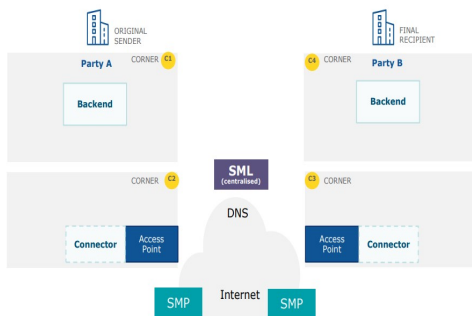 ORIGINAL
SENDER
FINAL
RECIPIENT
Party A
CORNER C1
C4 CORNER
Party B
Backend
Backend
CORNER C2
SML
(centralised)
C3 CORNER
DNS
Connector
Access
Point
Access
Point
Connector
Internet
SMP
SMP